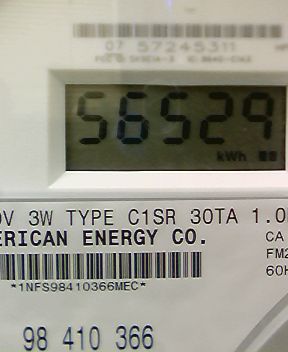 07 57245311
56529
kWh
0V 3W TYPE C1SR 30TA 1.0
ERICAN ENERGY CO.
CA
FM2
60H
*1NFS98410366MEC*
98 410 366